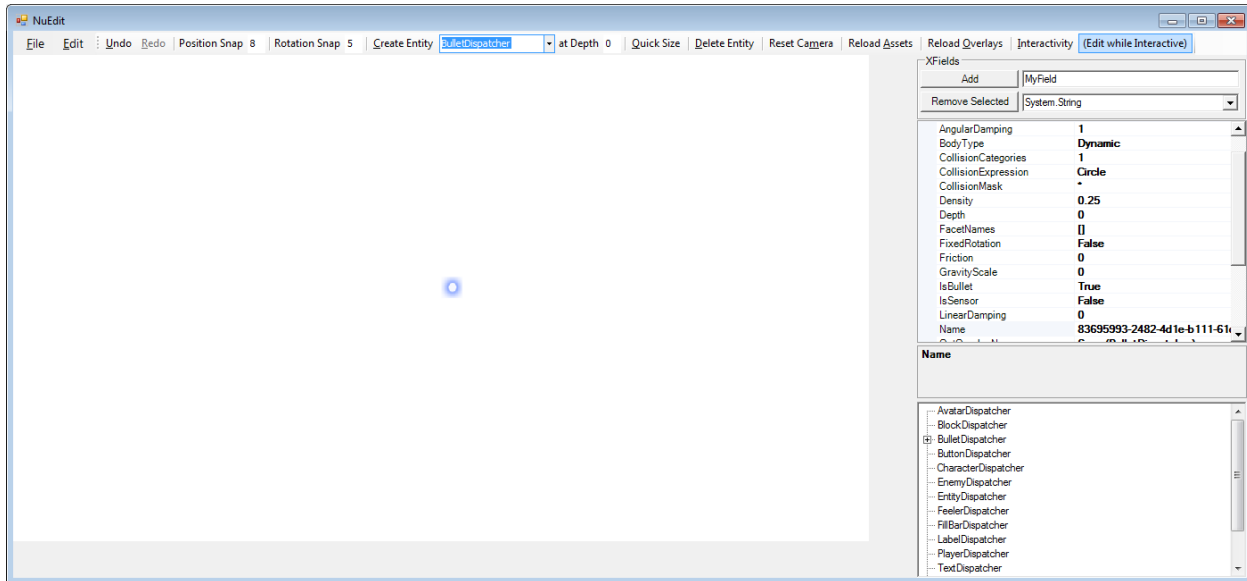 NuEdit
File Edit Undo Redo Position Snap 8 Rotation Snap 5 Create Entity BulletDispatcher at Depth 0 Quick Size Delete Entity Reset Camera Reload Assets Reload Overlays Interactivity (Edit while Interactive)
XFields
Add MyField
Remove Selected System.String
AngularDamping 1
BodyType Dynamic
CollisionCategories 1
CollisionExpression Circle
CollisionMask *
Density 0.25
Depth 0
FacetNames []
FixedRotation False
Friction 0
GravityScale 0
IsBullet True
IsSensor False
LinearDamping 0
Name 83695993-2482-4d1e-b111-61
Name
AvatarDispatcher
BlockDispatcher
BulletDispatcher
ButtonDispatcher
CharacterDispatcher
EnemyDispatcher
EntityDispatcher
FeelerDispatcher
FillBarDispatcher
LabelDispatcher
PlayerDispatcher
TextDispatcher